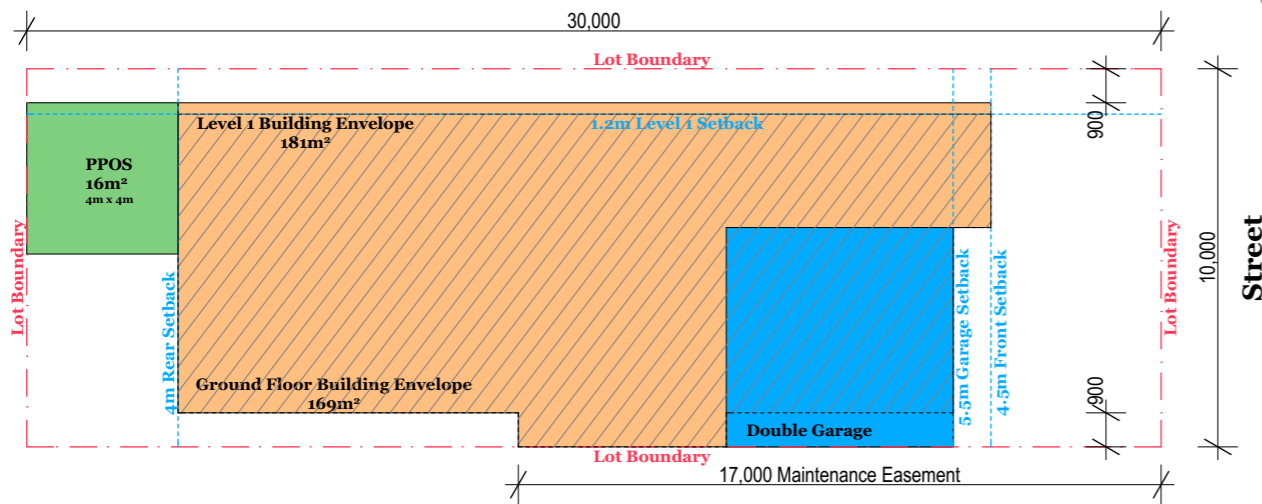 30,000
Lot Boundary
900
Level 1 Building Envelope
181m²
1.2m Level 1 Setback
PPOS
16m²
4m x 4m
Lot Boundary
4m Rear Setback
5.5m Garage Setback
4.5m Front Setback
Lot Boundary
10,000
Street
Ground Floor Building Envelope
169m²
900
Double Garage
Lot Boundary
17,000 Maintenance Easement